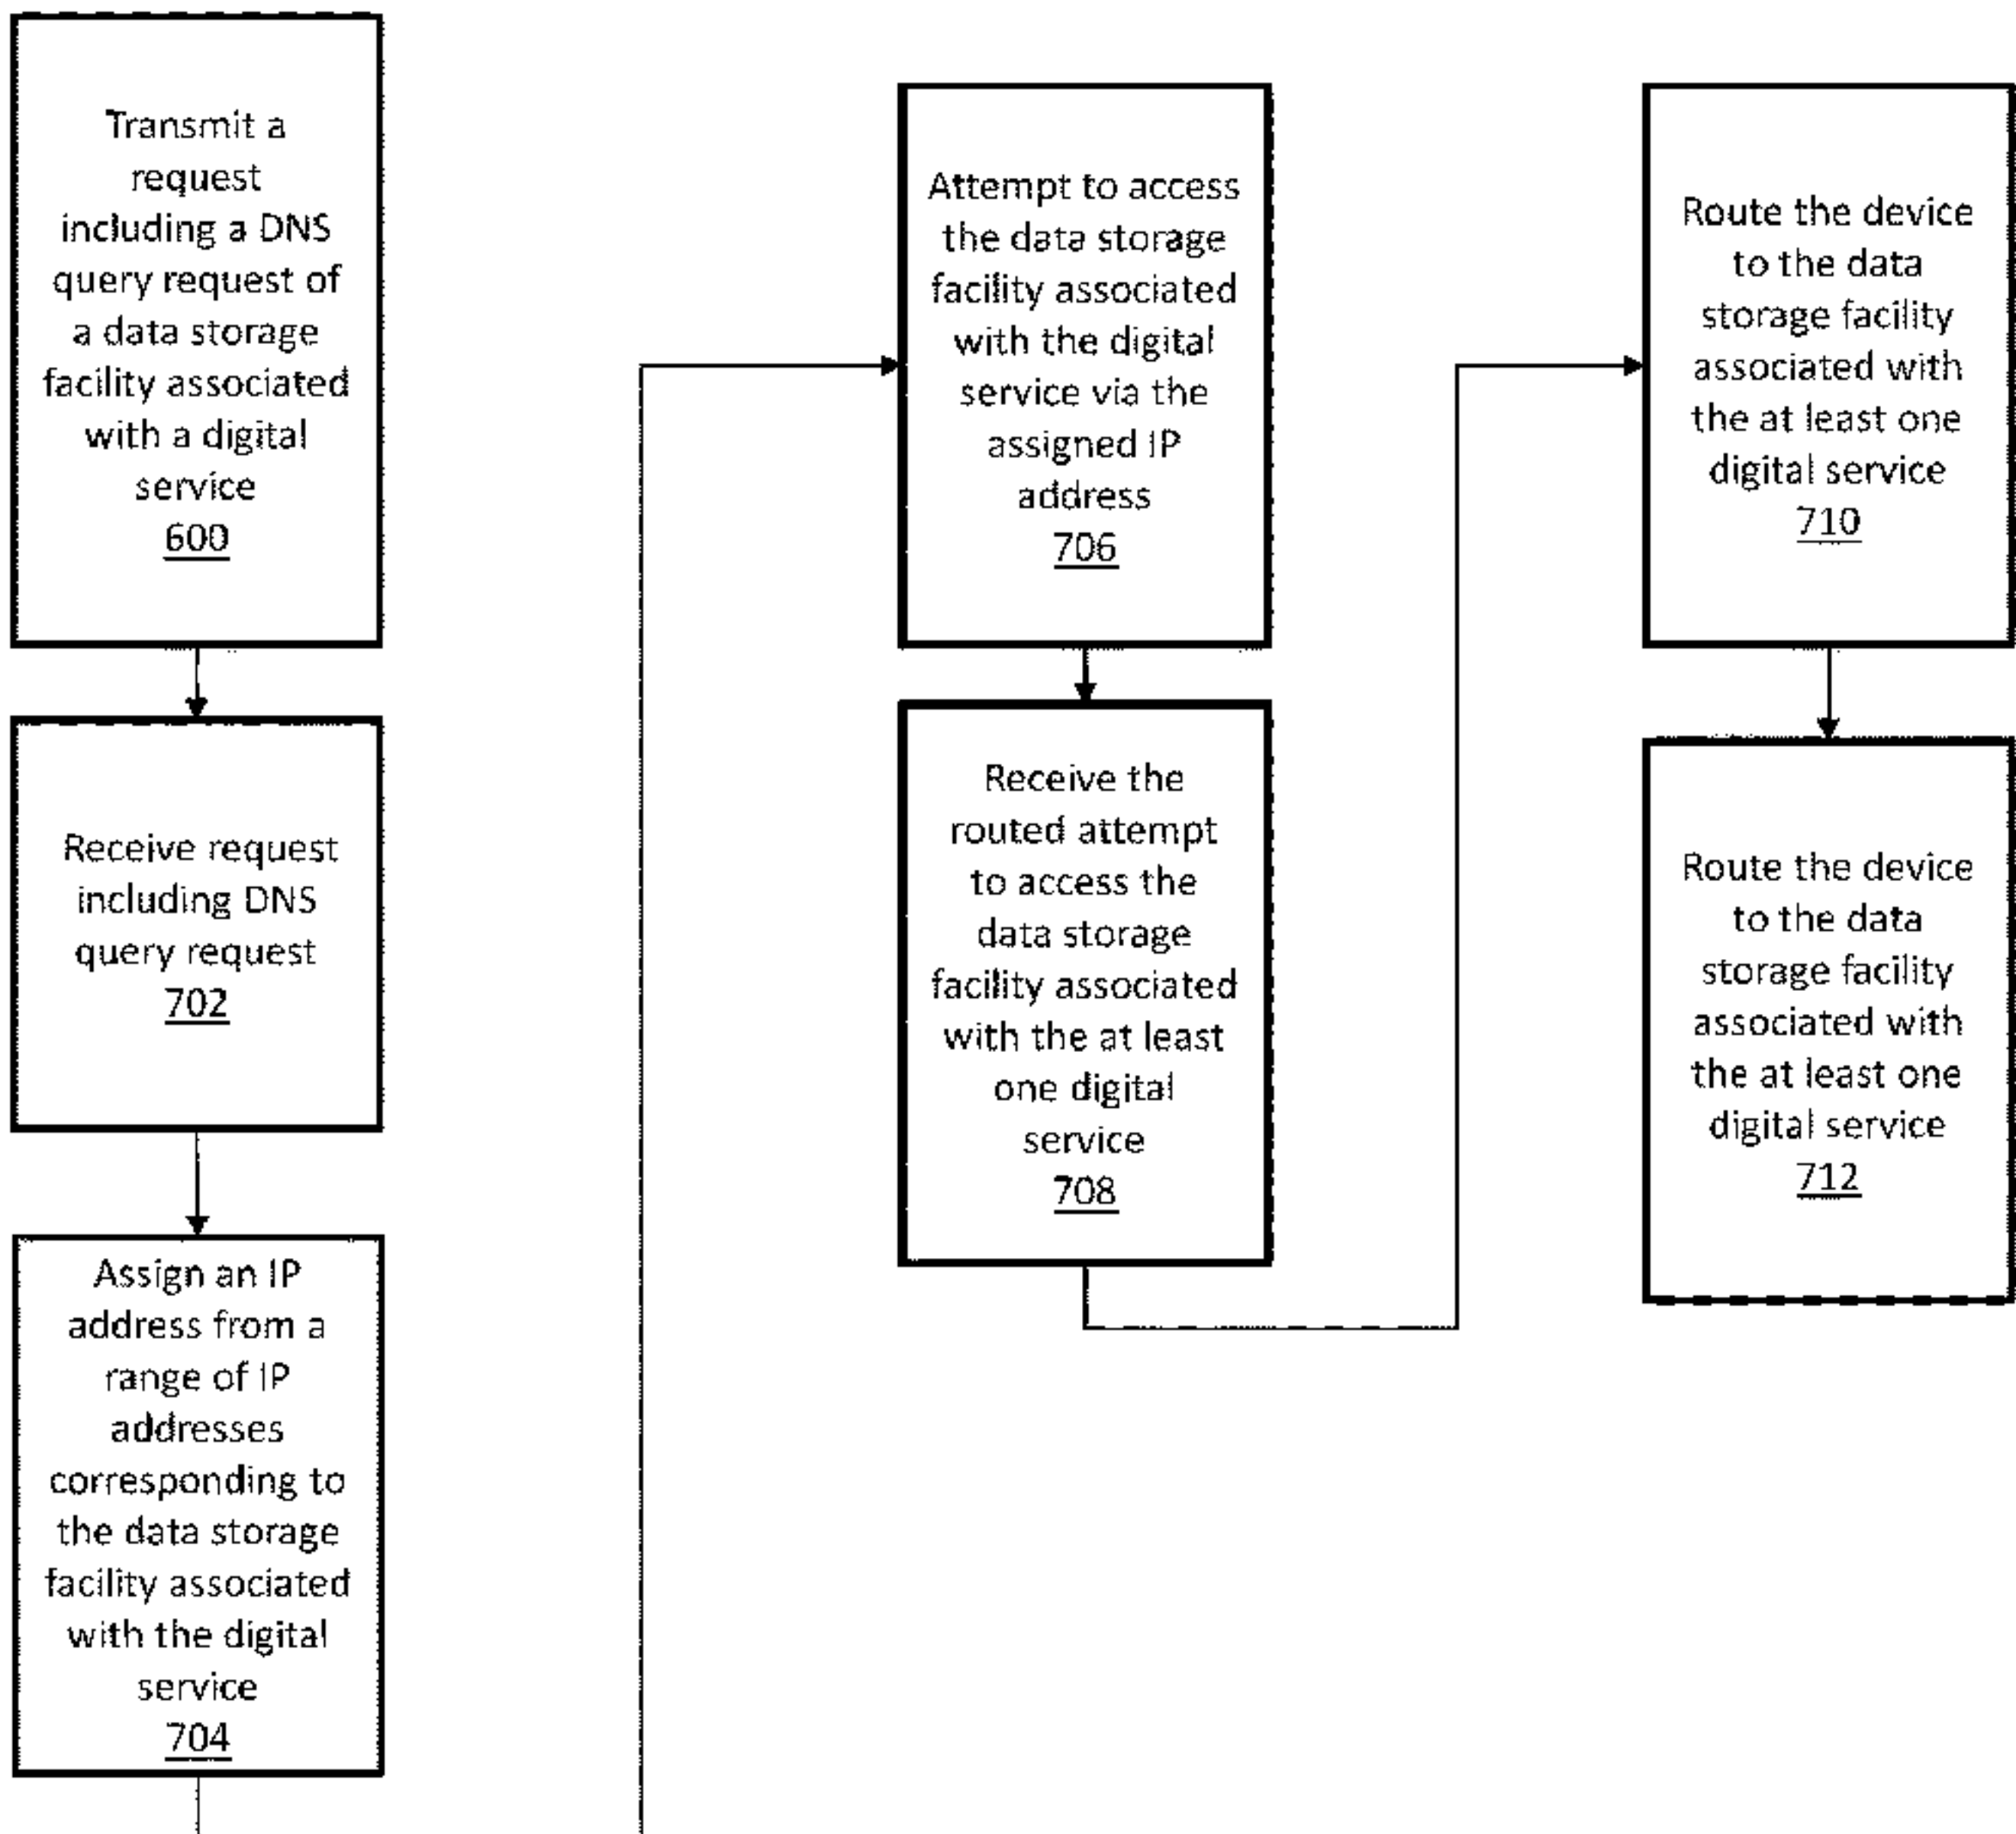 Transmit a
request
including a DNS
query request of
a data storage
facility associated
with a digital
service
600
Receive request
including DNS
query request
702
Assign an IP
address from a
range of IP
addresses
corresponding to
the data storage
facility associated
with the digital
service
704
Attempt to access
the data storage
facility associated
with the digital
service via the
assigned IP
address
706
Receive the
routed attempt
to access the
data storage
facility associated
with the at least
one digital
service
708
Route the device
to the data
storage facility
associated with
the at least one
digital service
710
Route the device
to the data
storage facility
associated with
the at least one
digital service
712